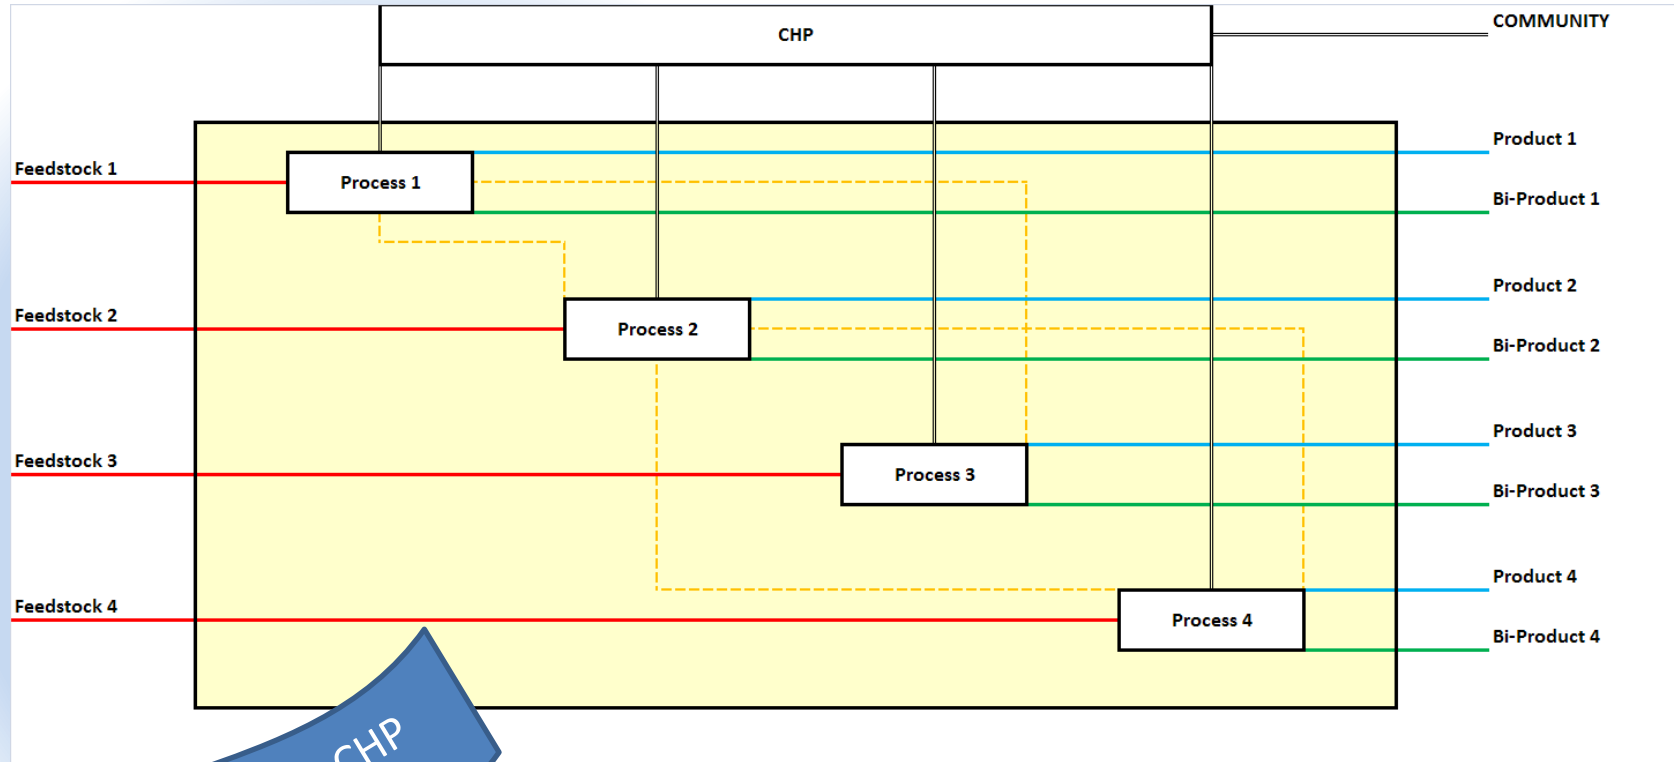 COMMUNITY
CHP
Product 1
Feedstock 1
Process 1
Bi-Product 1
Product 2
Feedstock 2
Process 2
Bi-Product 2
Product 3
Feedstock 3
Process 3
Bi-Product 3
Product 4
Feedstock 4
Process 4
Bi-Product 4
CHP